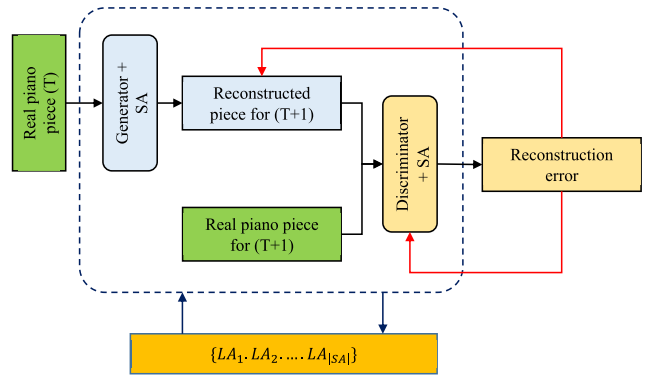 Real piano
piece (T)
Generator +
SA
Reconstructed
piece for (T+1)
Real piano piece
for (T+1)
Discriminator
+ SA
Reconstruction
error
{LA₁. LA₂. … . LA|SA|}